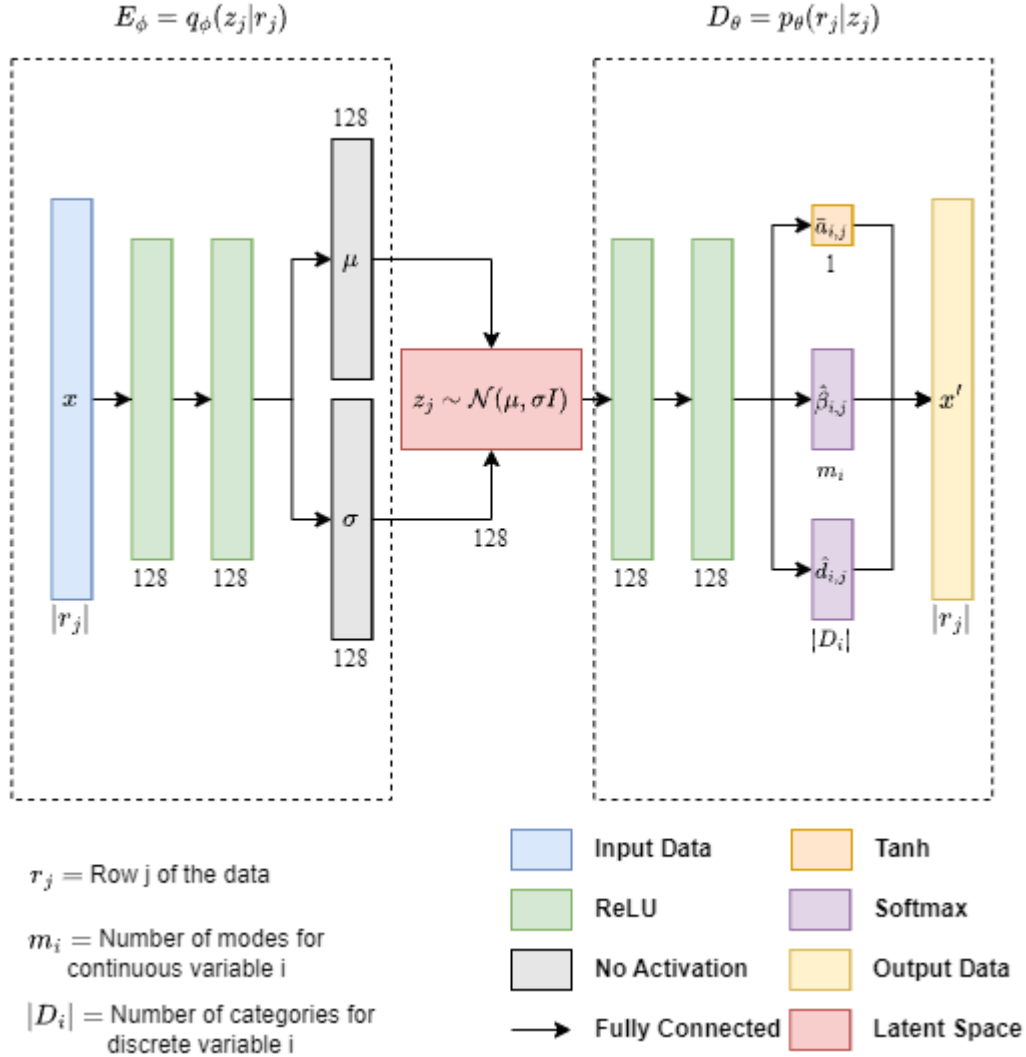 E_ϕ = q_ϕ(z_j|r_j)
D_θ = p_θ(r_j|z_j)
128
x
μ
σ
z_j ∼ 𝒩(μ, σI)
ā_{i,j}
1
β̂_{i,j}
m_i
d̂_{i,j}
|D_i|
x′
|r_j|
128
128
128
128
128
128
|r_j|
r_j = Row j of the data
m_i = Number of modes for
continuous variable i
|D_i| = Number of categories for
discrete variable i
Input Data
ReLU
No Activation
Fully Connected
Tanh
Softmax
Output Data
Latent Space